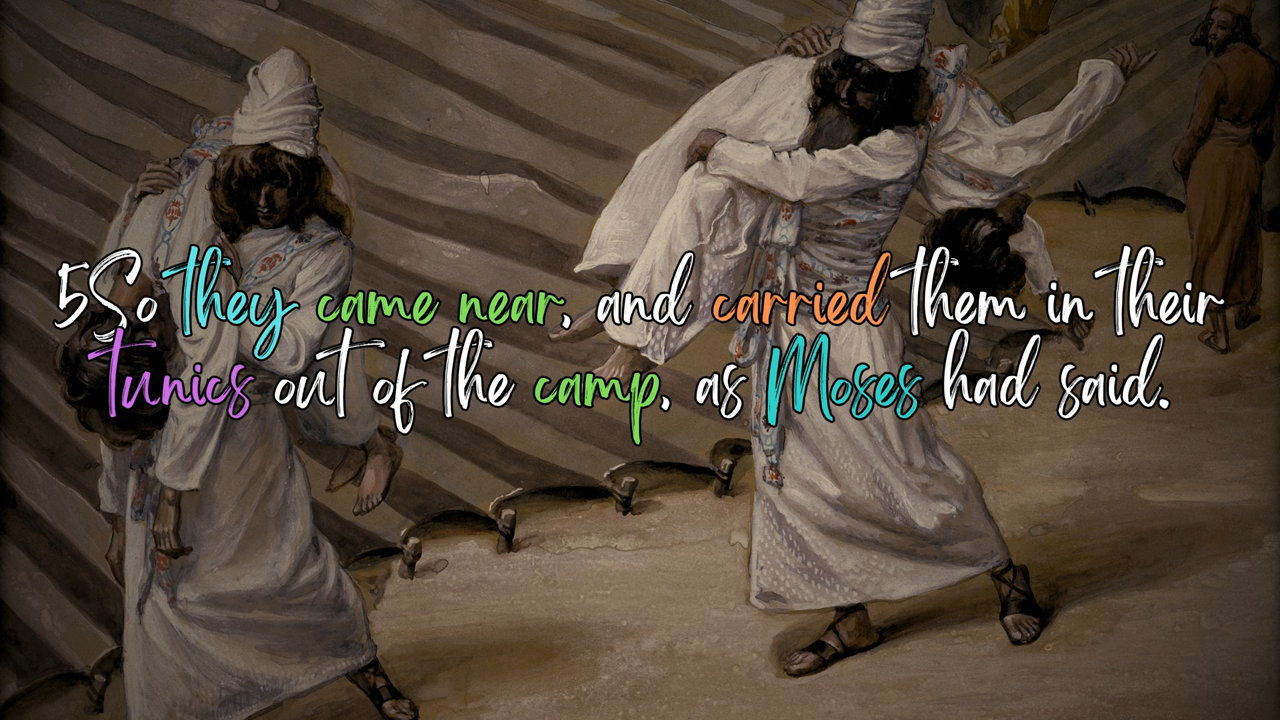 5So they came near, and carried them in their
tunics out of the camp, as Moses had said.